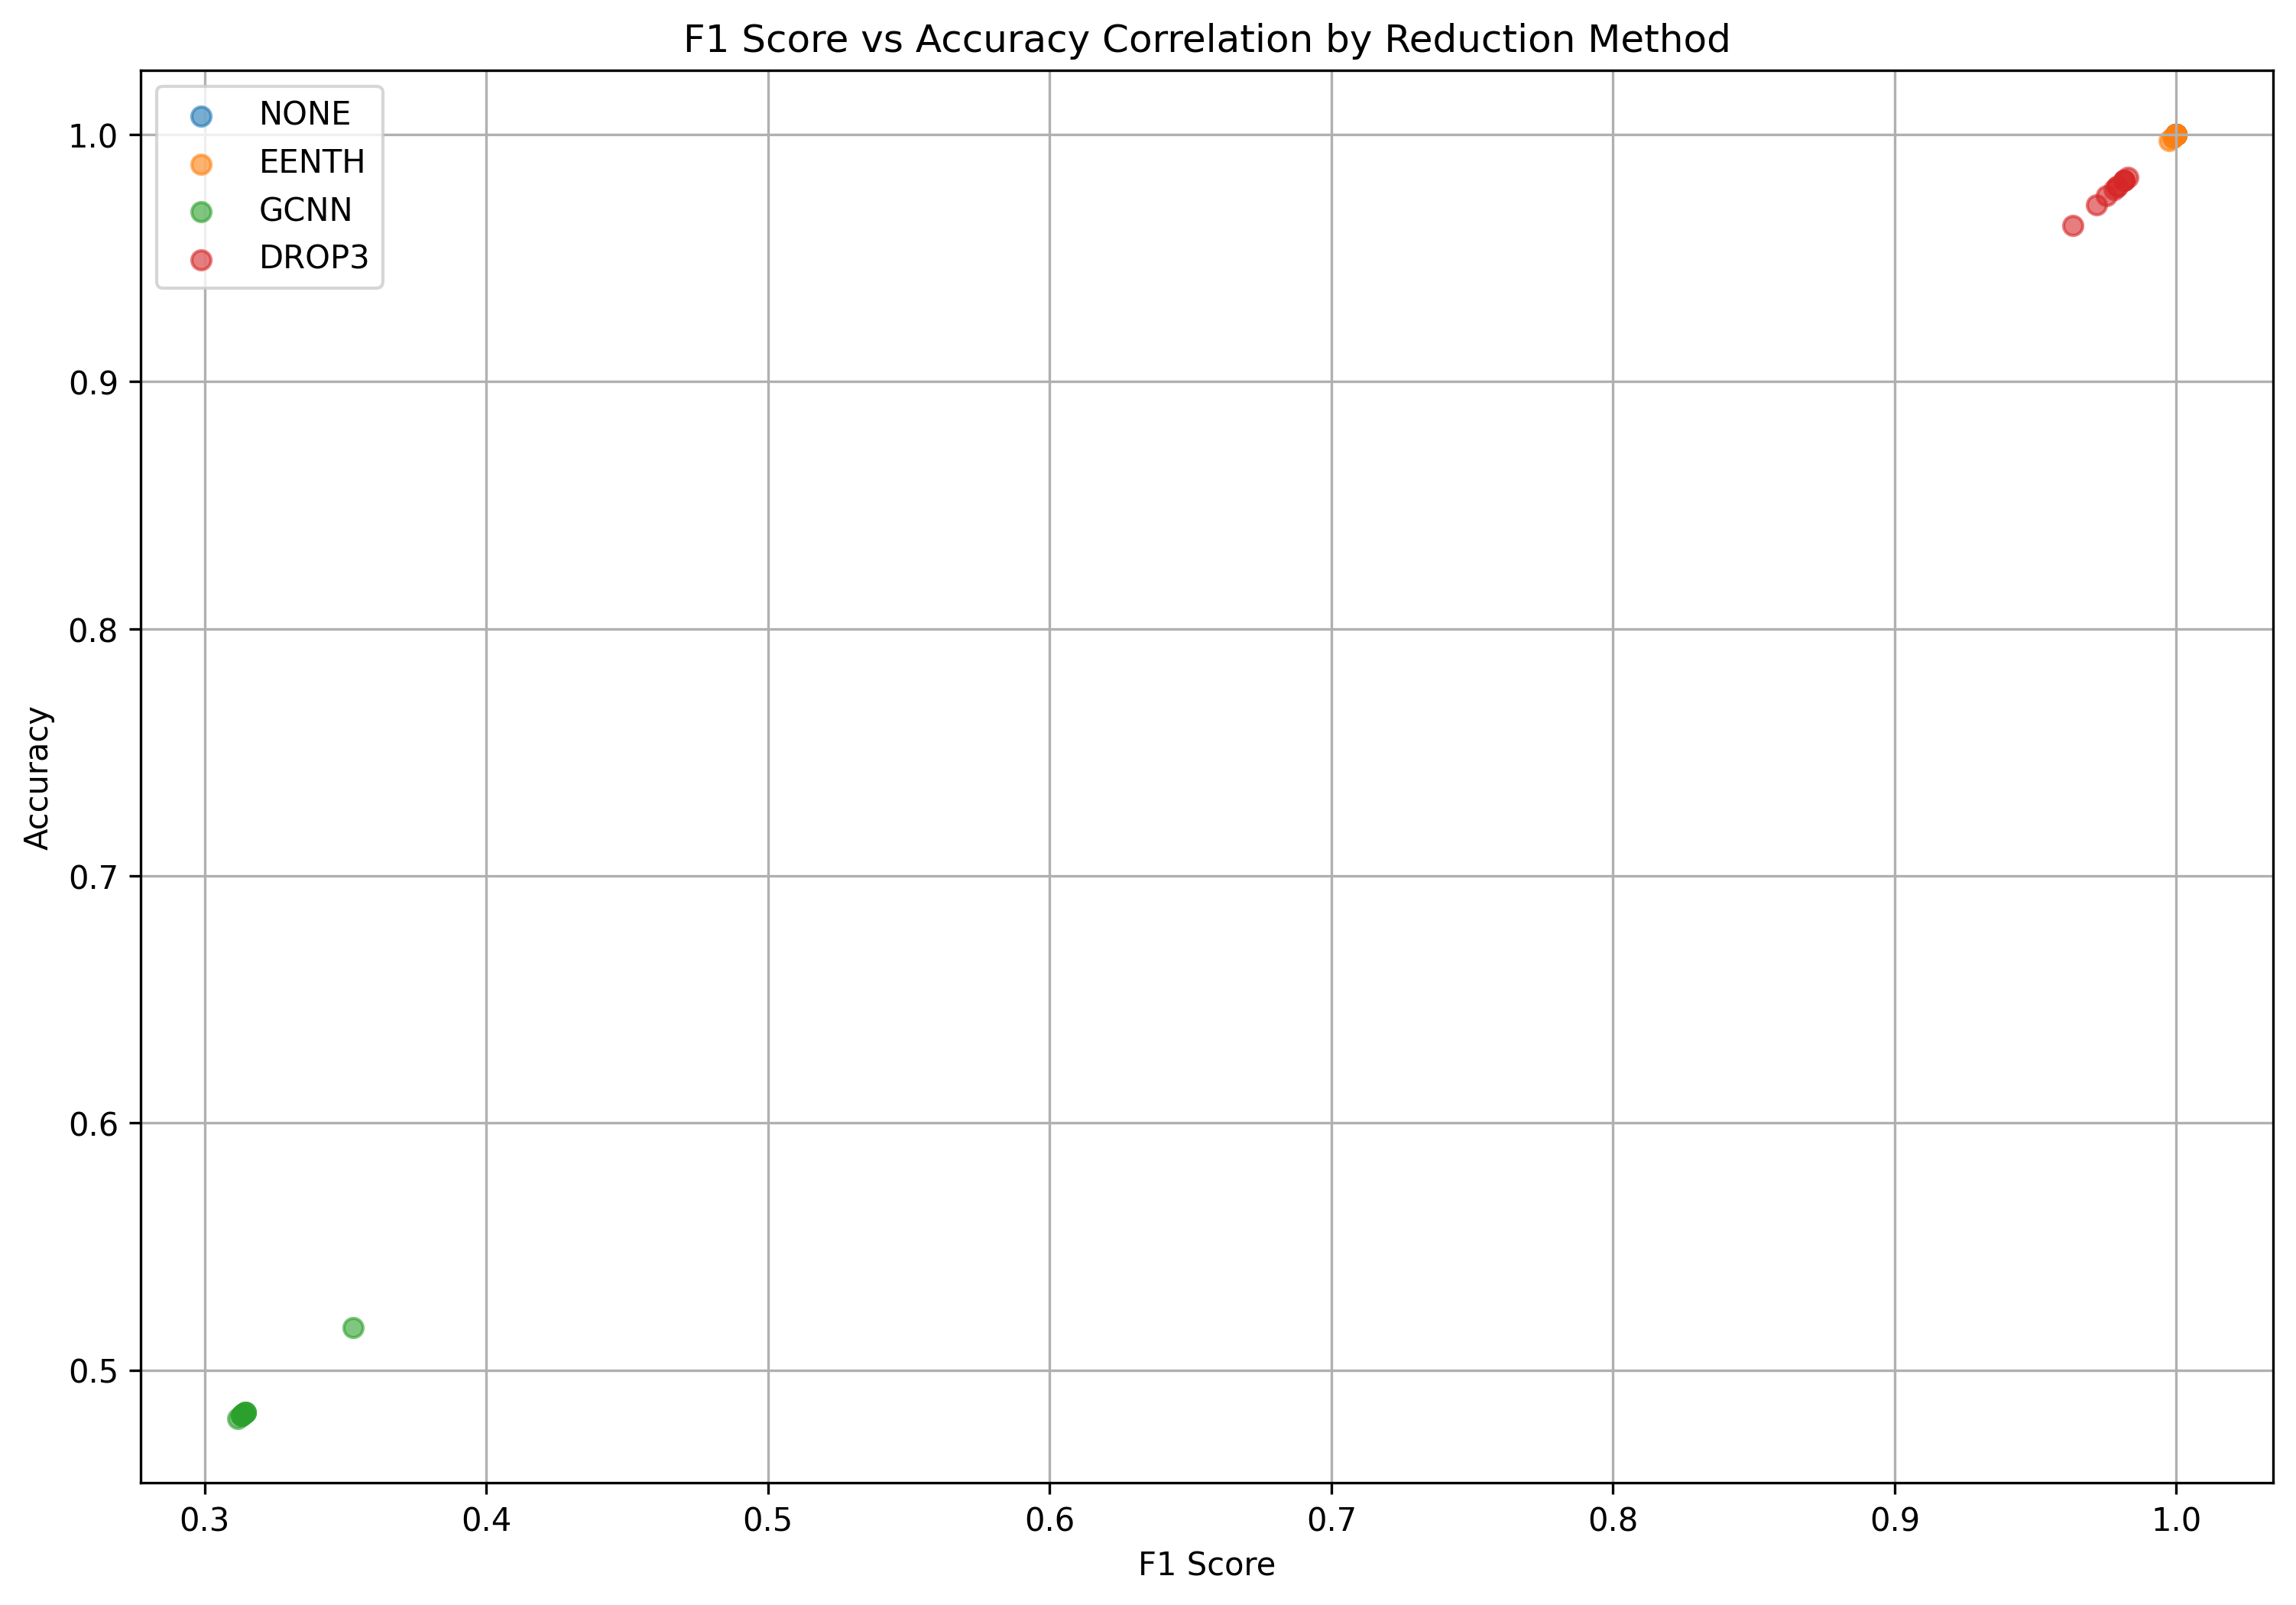 F1 Score vs Accuracy Correlation by Reduction Method
NONE
EENTH
GCNN
DROP3
1.0
0.9
0.8
0.7
0.6
0.5
Accuracy
0.3 0.4 0.5 0.6 0.7 0.8 0.9 1.0
F1 Score